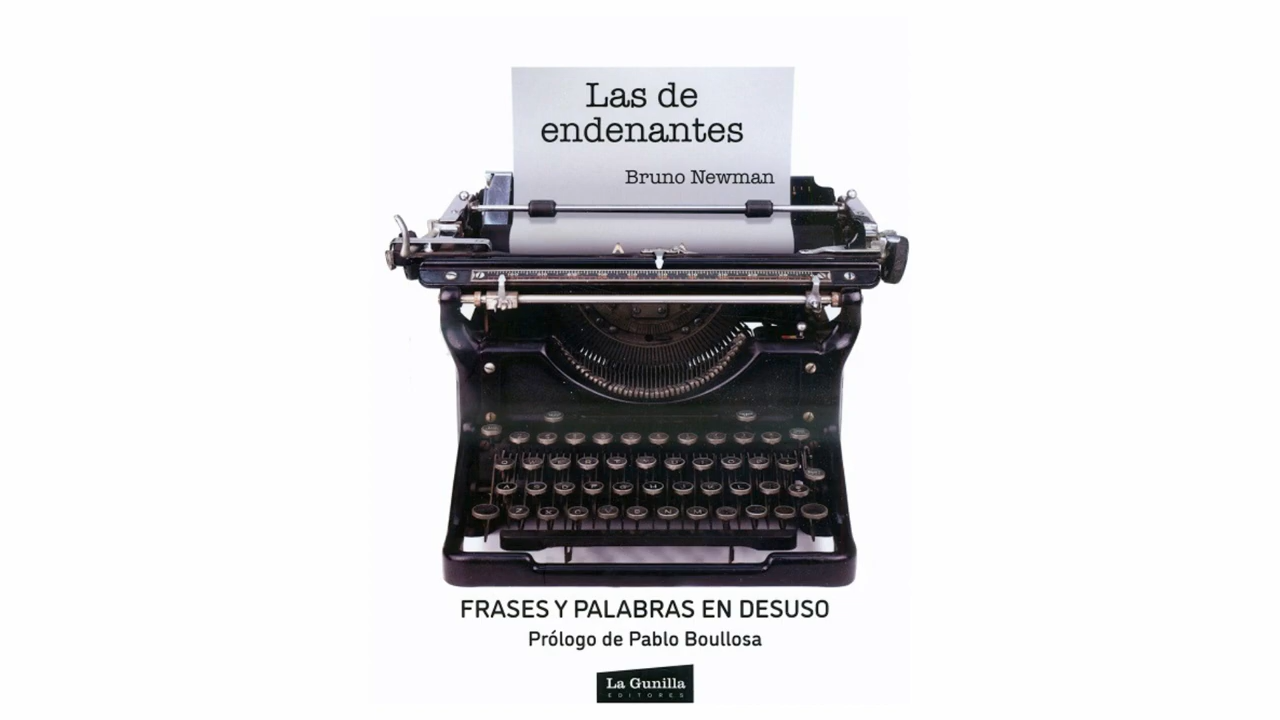 Las de
endenantes
Bruno Newman
FRASES Y PALABRAS EN DESUSO
Prólogo de Pablo Boullosa
La Gunilla
EDITORES